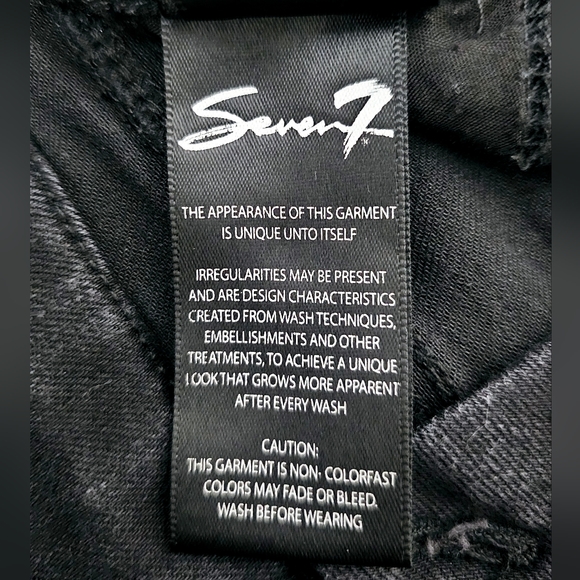 Seven7
THE APPEARANCE OF THIS GARMENT
IS UNIQUE UNTO ITSELF
IRREGULARITIES MAY BE PRESENT
AND ARE DESIGN CHARACTERISTICS
CREATED FROM WASH TECHNIQUES,
EMBELLISHMENTS AND OTHER
TREATMENTS, TO ACHIEVE A UNIQUE
LOOK THAT GROWS MORE APPARENT
AFTER EVERY WASH
CAUTION:
THIS GARMENT IS NON- COLORFAST
COLORS MAY FADE OR BLEED.
WASH BEFORE WEARING